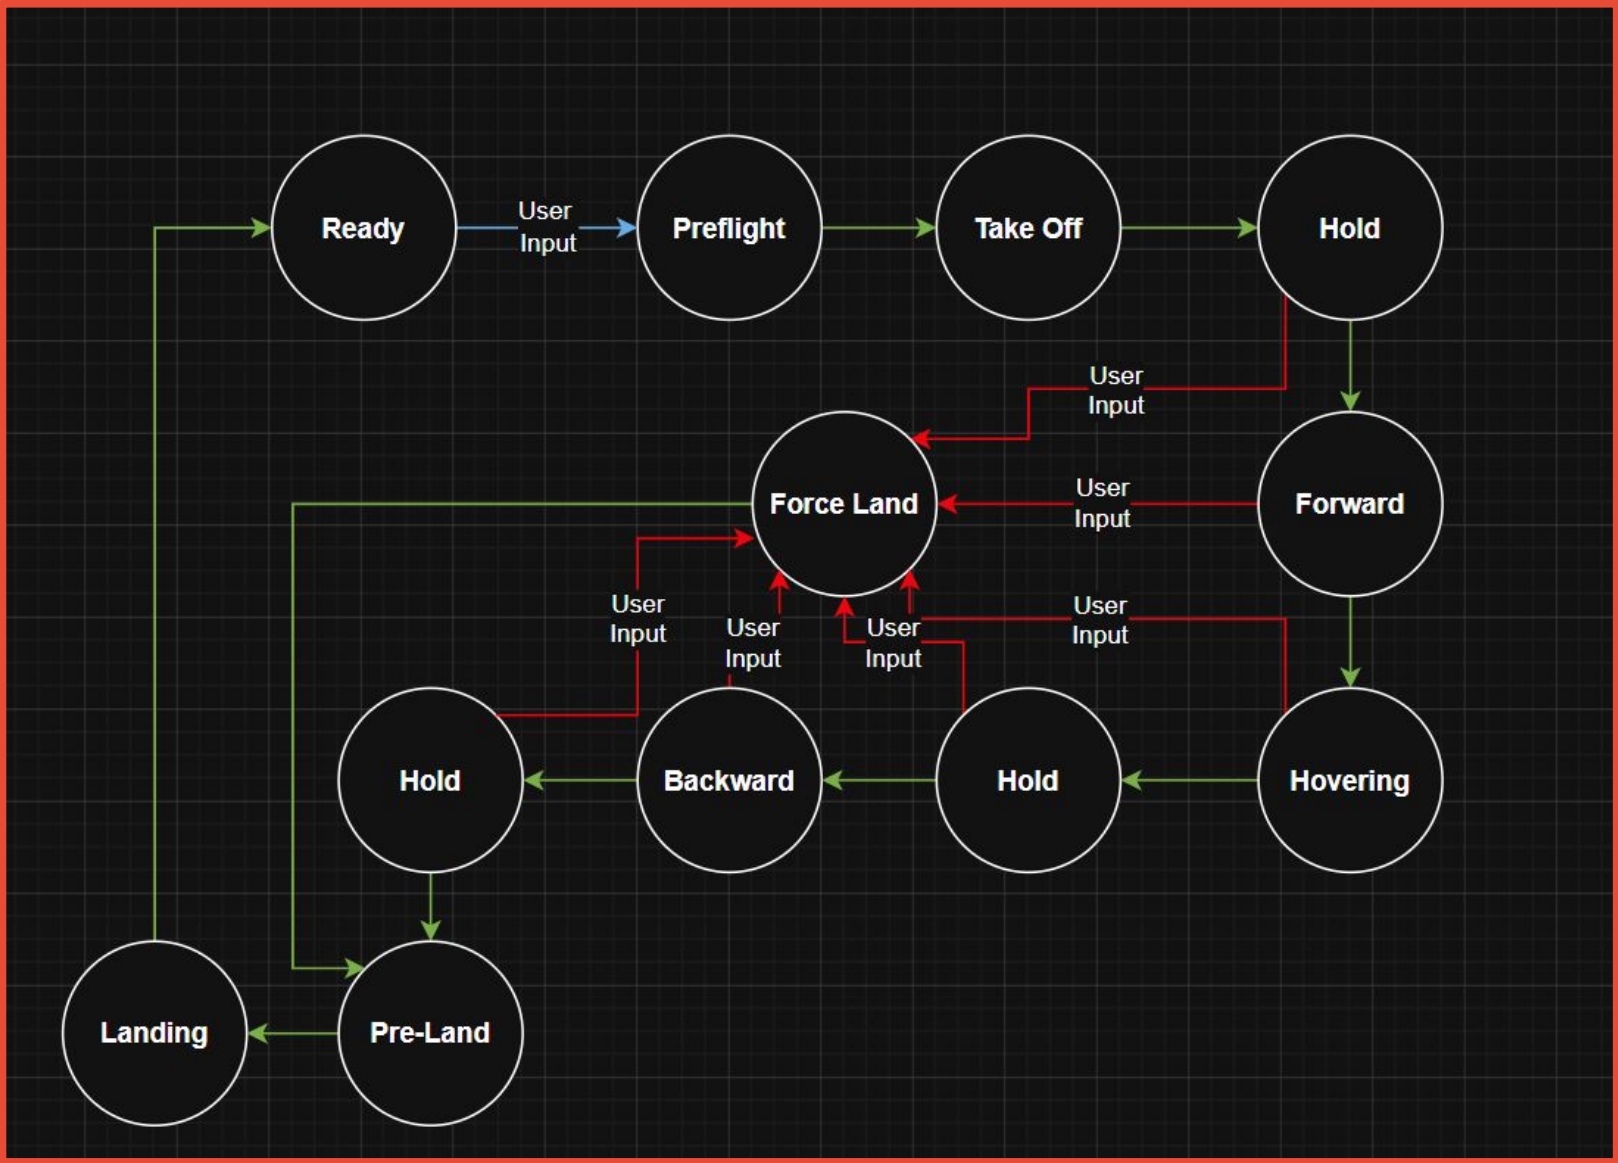 Ready
User
Input
Preflight
Take Off
Hold
User
Input
Force Land
User
Input
Forward
User
Input
User
Input
User
Input
User
Input
Hold
Backward
Hold
Hovering
Landing
Pre-Land